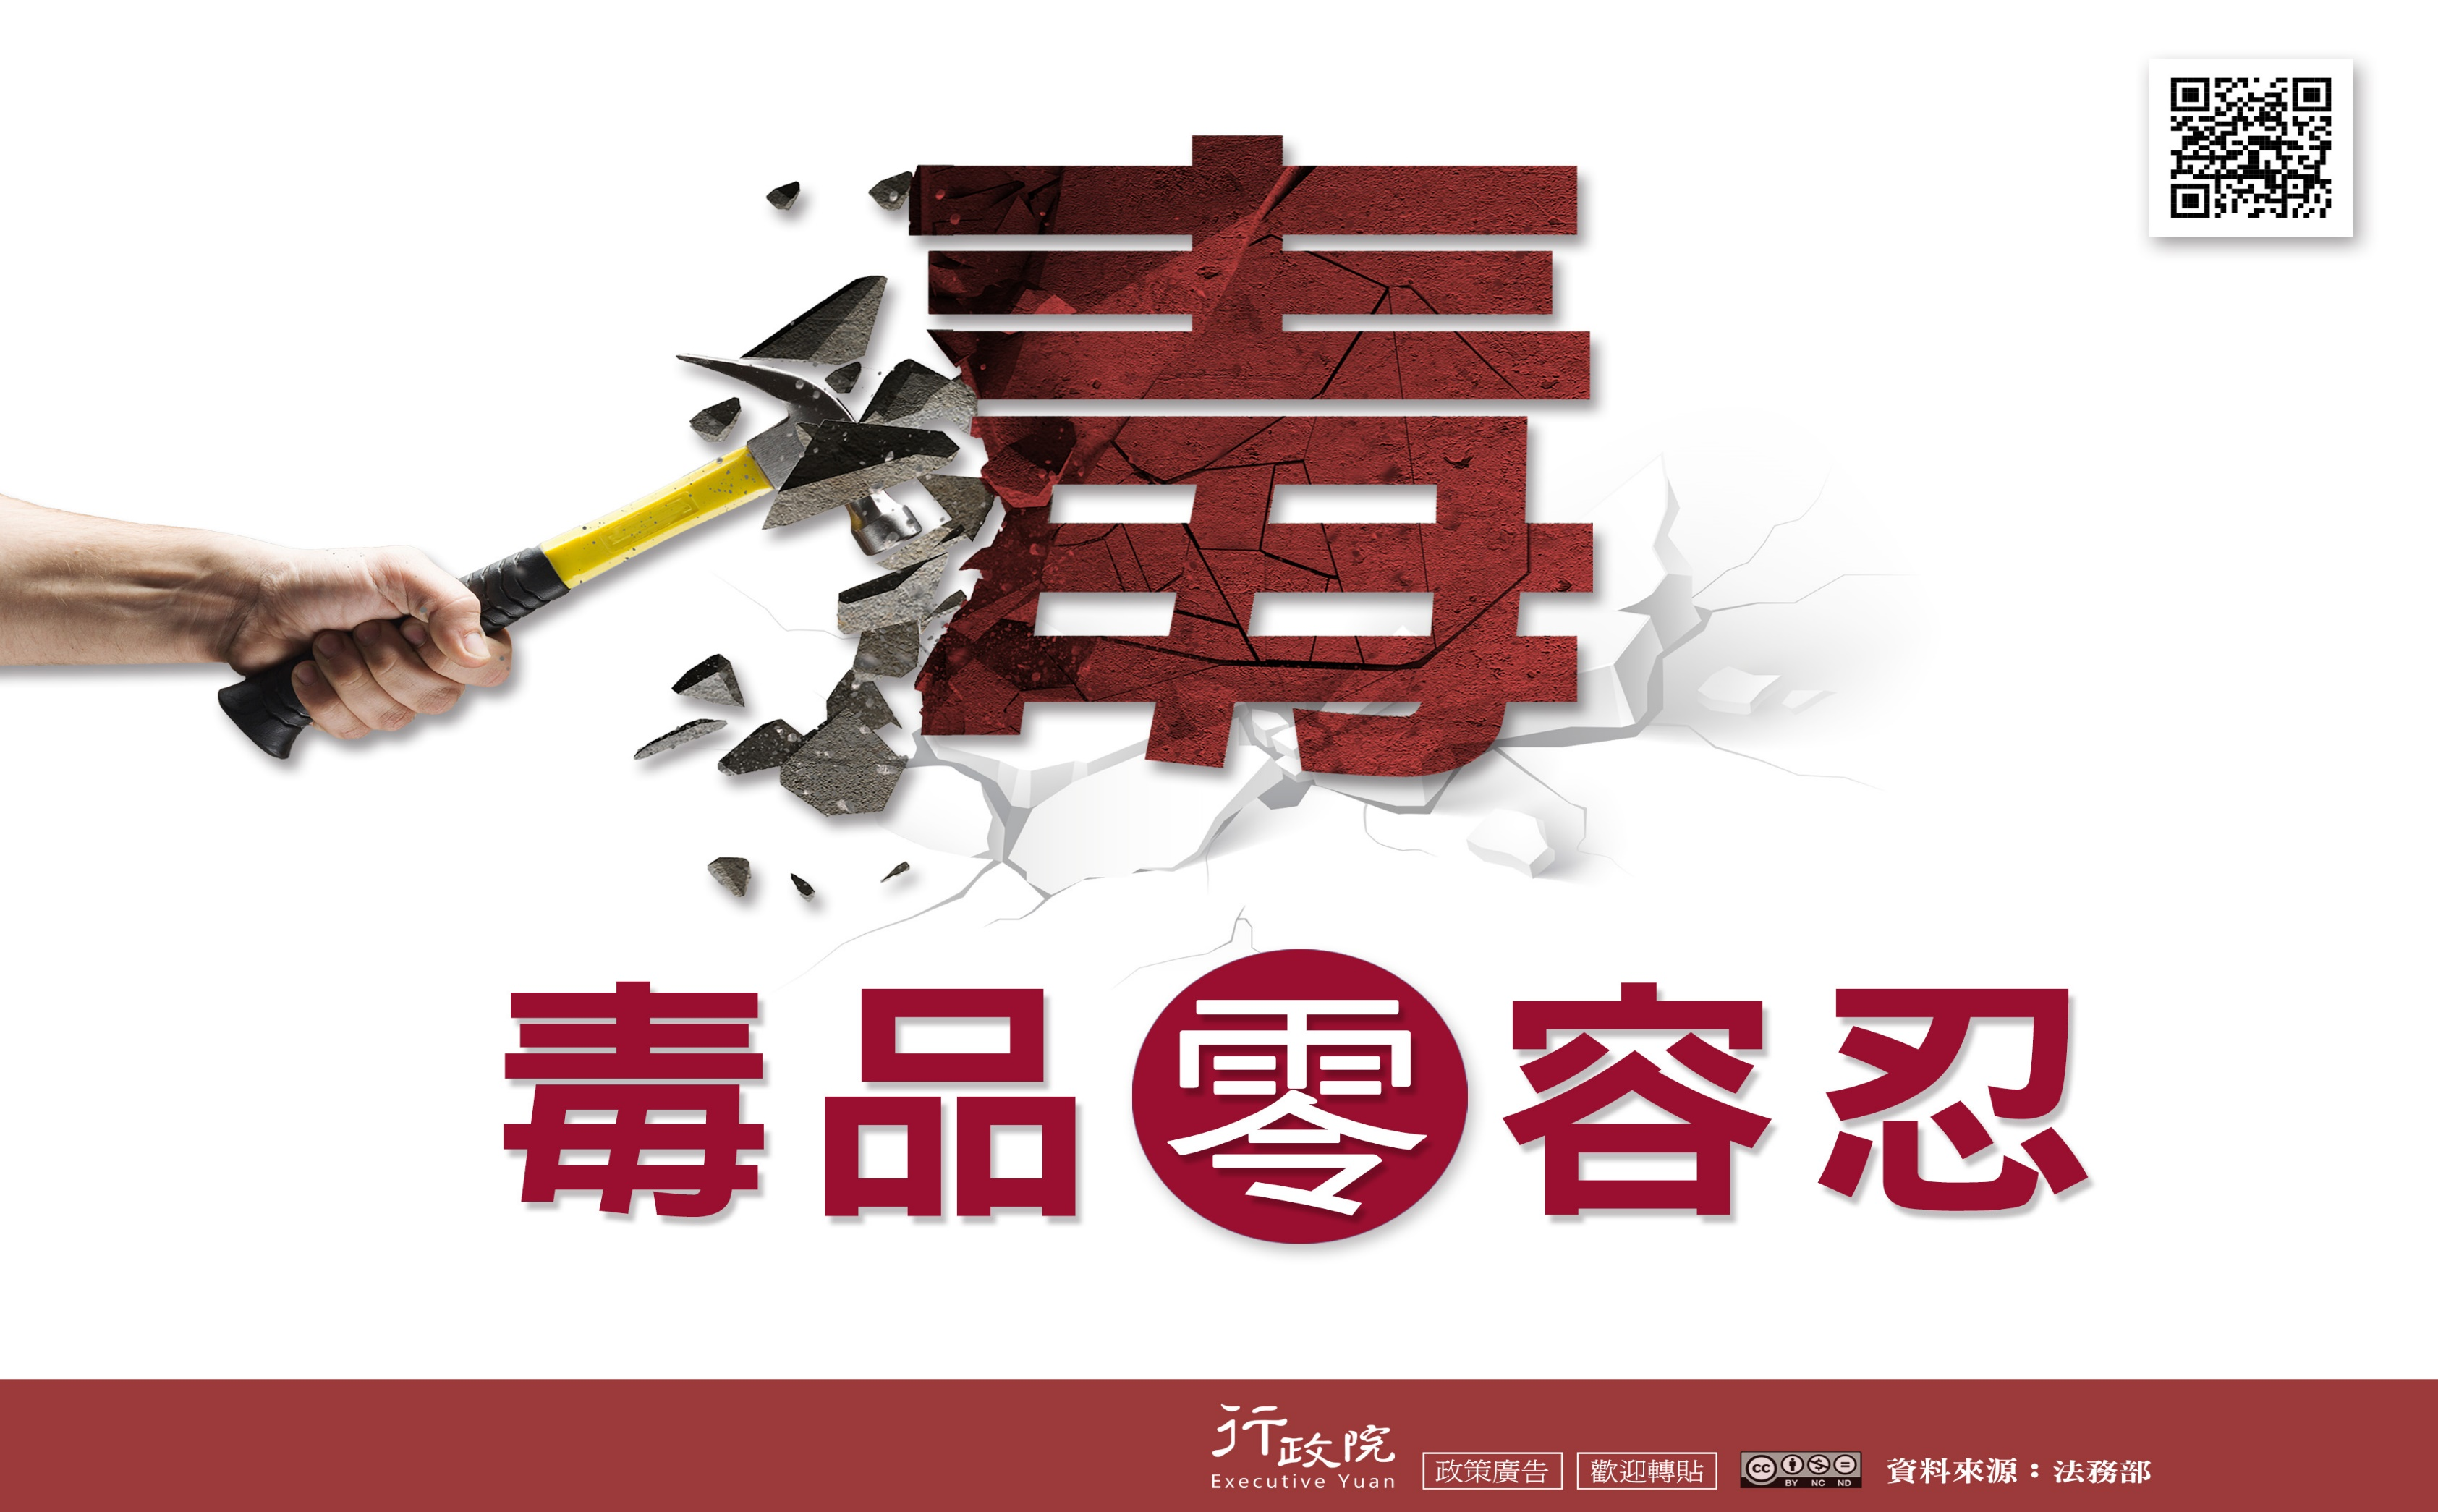 毒
毒品零容忍
行政院
Executive Yuan
政策廣告
歡迎轉貼
cc
BY NC ND
資料來源：法務部